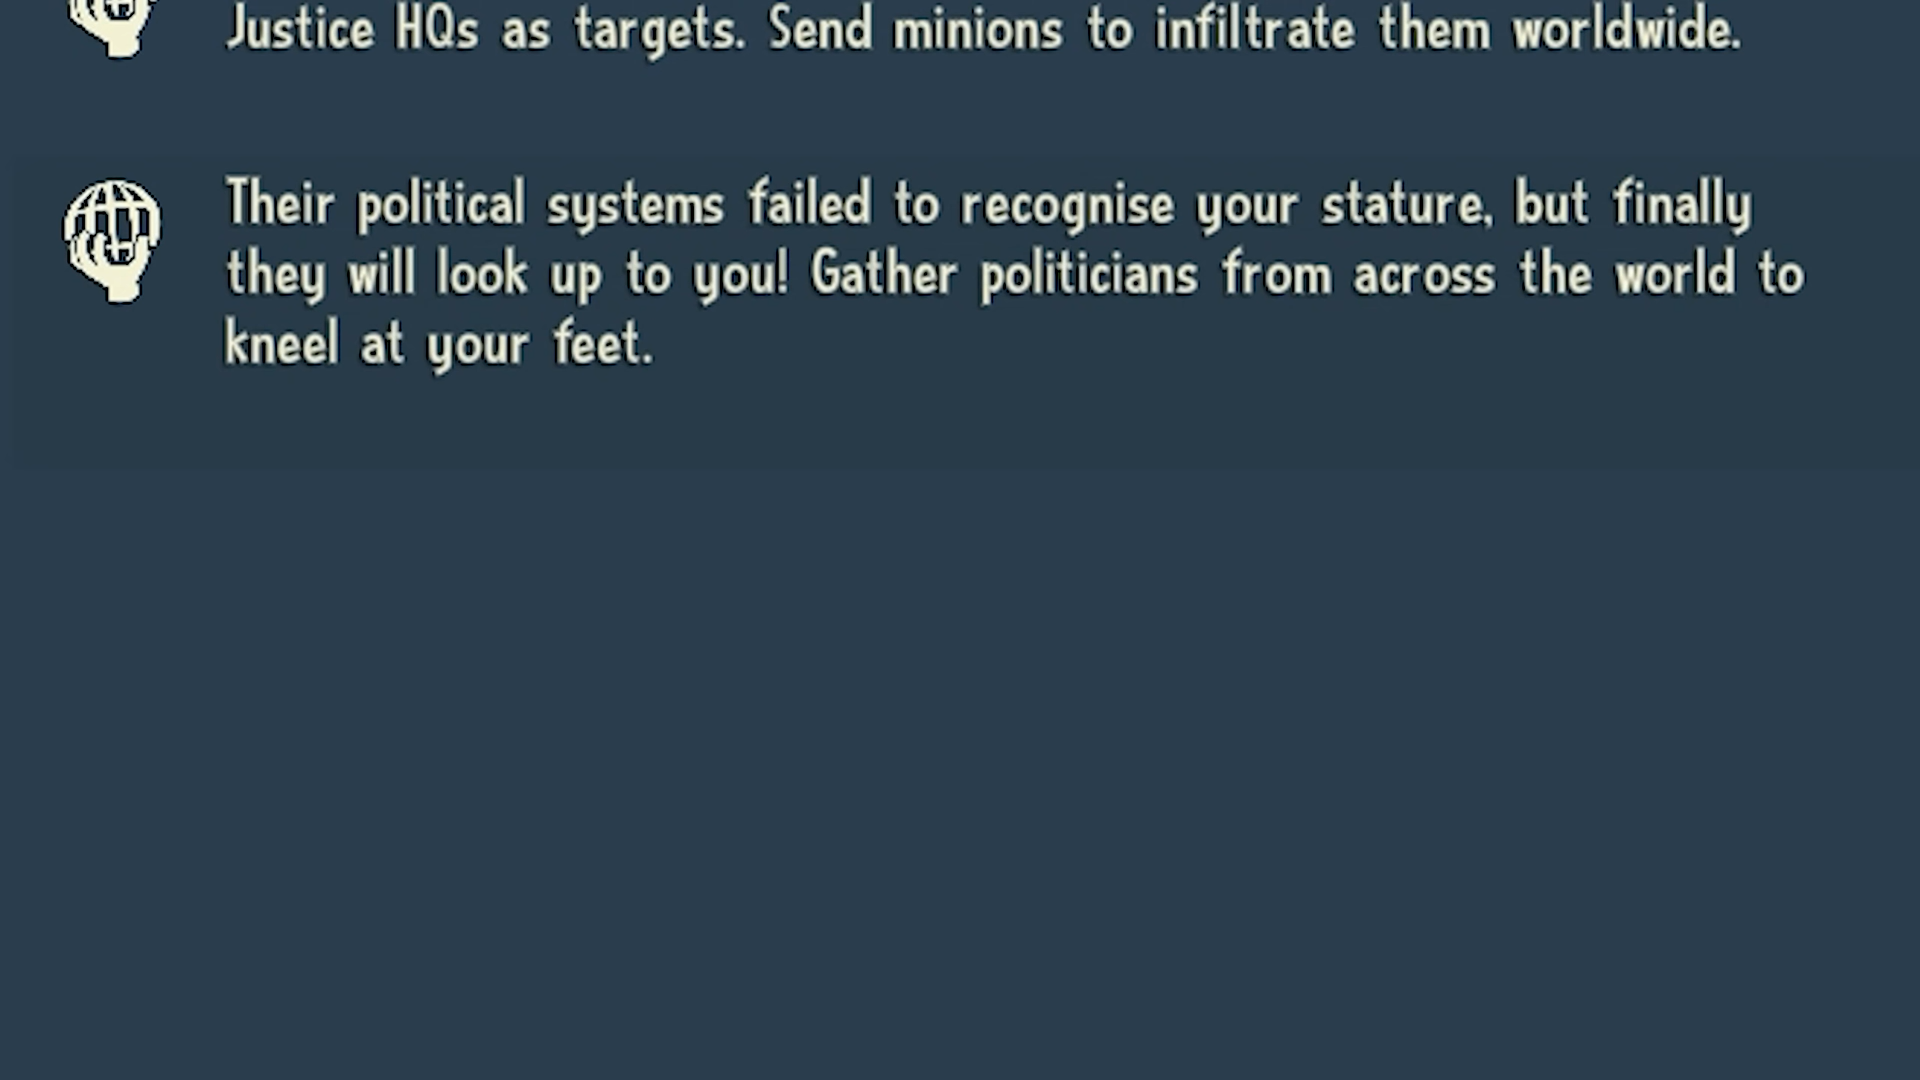 Justice HQs as targets. Send minions to infiltrate them worldwide.
Their political systems failed to recognise your stature, but finally
they will look up to you! Gather politicians from across the world to
kneel at your feet.